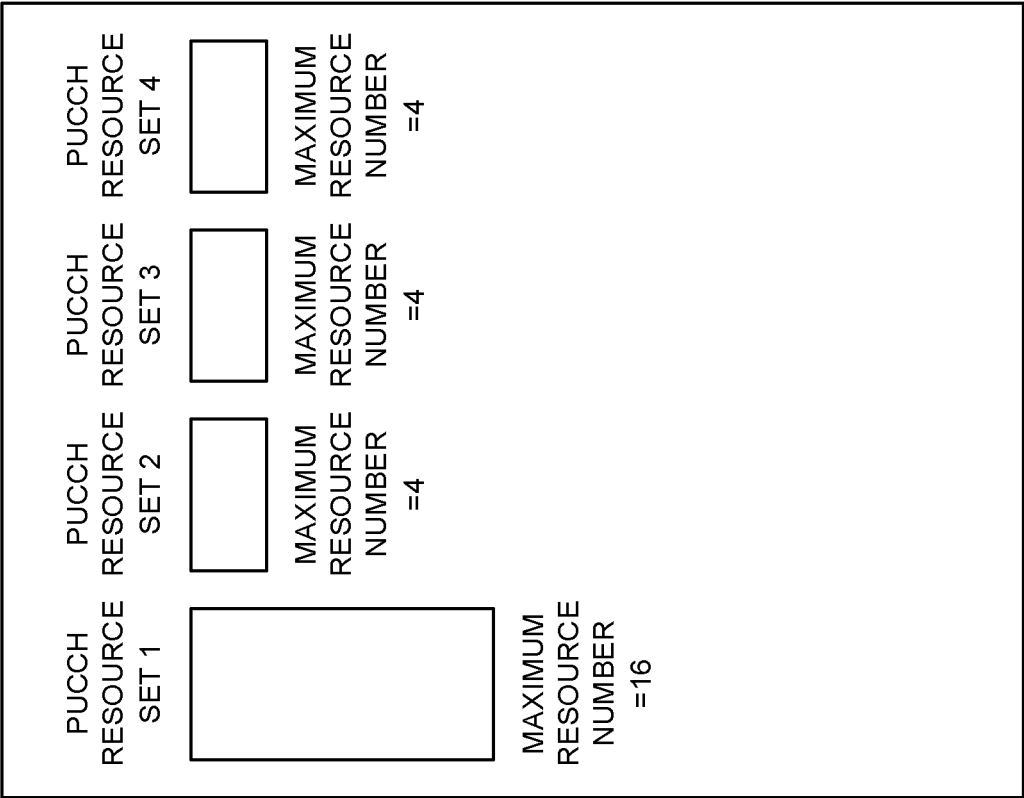 PUCCH
RESOURCE
SET 1
MAXIMUM
RESOURCE
NUMBER
=16
PUCCH
RESOURCE
SET 2
MAXIMUM
RESOURCE
NUMBER
=4
PUCCH
RESOURCE
SET 3
MAXIMUM
RESOURCE
NUMBER
=4
PUCCH
RESOURCE
SET 4
MAXIMUM
RESOURCE
NUMBER
=4